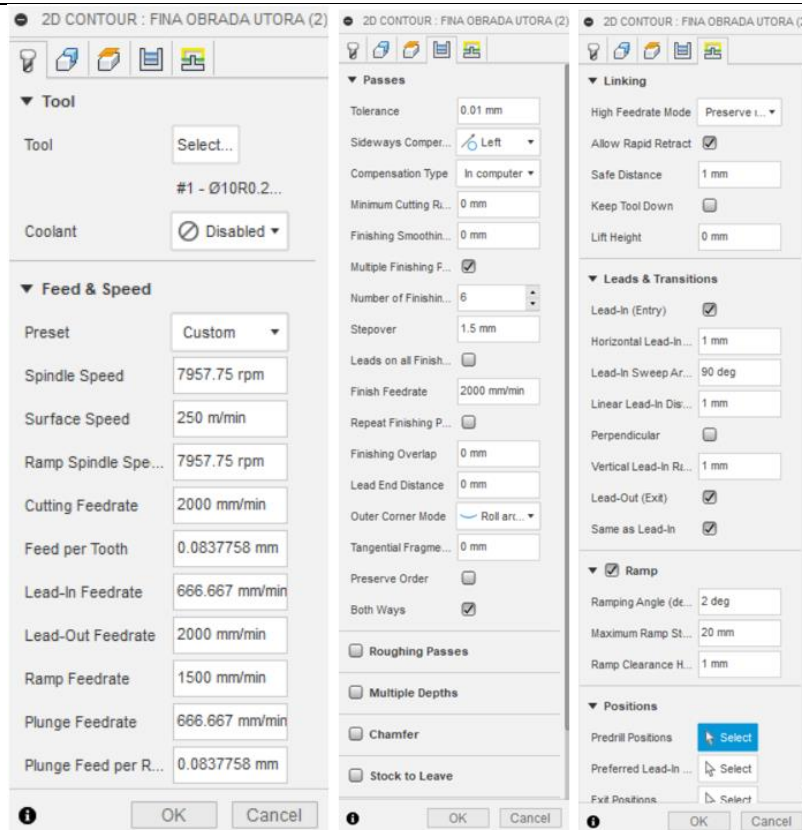 2D CONTOUR : FINA OBRADA UTORA (2)
Tool
Tool Select...
#1 - Ø10R0.2...
Coolant Disabled
Feed & Speed
Preset Custom
Spindle Speed 7957.75 rpm
Surface Speed 250 m/min
Ramp Spindle Spe... 7957.75 rpm
Cutting Feedrate 2000 mm/min
Feed per Tooth 0.0837758 mm
Lead-In Feedrate 666.667 mm/min
Lead-Out Feedrate 2000 mm/min
Ramp Feedrate 1500 mm/min
Plunge Feedrate 666.667 mm/min
Plunge Feed per R... 0.0837758 mm
OK Cancel
2D CONTOUR : FINA OBRADA UTORA (2)
Passes
Tolerance 0.01 mm
Sideways Comper... Left
Compensation Type In computer
Minimum Cutting Ra... 0 mm
Finishing Smoothin... 0 mm
Multiple Finishing P...
Number of Finishin... 6
Stepover 1.5 mm
Leads on all Finish...
Finish Feedrate 2000 mm/min
Repeat Finishing P...
Finishing Overlap 0 mm
Lead End Distance 0 mm
Outer Corner Mode Roll arc...
Tangential Fragme... 0 mm
Preserve Order
Both Ways
Roughing Passes
Multiple Depths
Chamfer
Stock to Leave
OK Cancel
2D CONTOUR : FINA OBRADA UTORA (2
Linking
High Feedrate Mode Preserve r...
Allow Rapid Retract
Safe Distance 1 mm
Keep Tool Down
Lift Height 0 mm
Leads & Transitions
Lead-In (Entry)
Horizontal Lead-In... 1 mm
Lead-In Sweep An... 90 deg
Linear Lead-In Dis... 1 mm
Perpendicular
Vertical Lead-In Ra... 1 mm
Lead-Out (Exit)
Same as Lead-In
Ramp
Ramping Angle (de... 2 deg
Maximum Ramp St... 20 mm
Ramp Clearance H... 1 mm
Positions
Predrill Positions Select
Preferred Lead-In ... Select
Exit Positions Select
OK Cancel